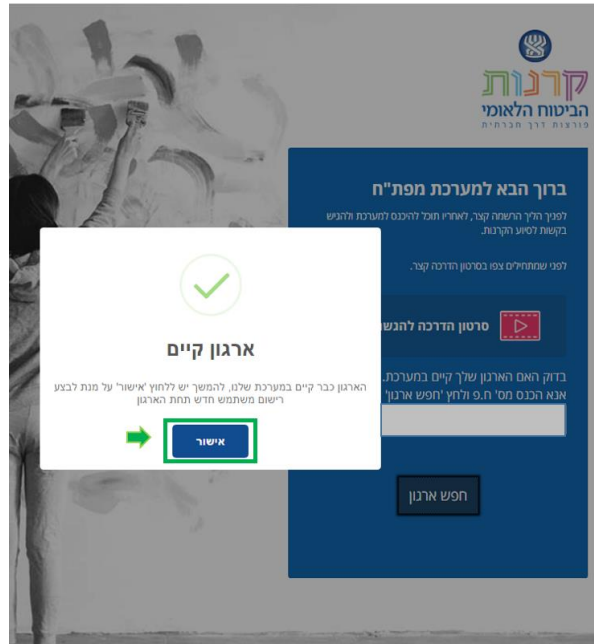 קרנות
הביטוח הלאומי
פורצות דרך חברתית
ברוך הבא למערכת מפת"ח
לפניך הליך הרשמה קצר, לאחריו תוכל להיכנס למערכת ולהגיש
בקשות לסיוע הקרנות.
לפני שמתחילים צפו בסרטון הדרכה קצר.
סרטון הדרכה להגש
בדוק האם הארגון שלך קיים במערכת.
אנא הכנס מס' ח.פ ולחץ 'חפש ארגון'
חפש ארגון
ארגון קיים
הארגון כבר קיים במערכת שלנו, להמשך יש ללחוץ 'אישור' על מנת לבצע
רישום משתמש חדש תחת הארגון
אישור